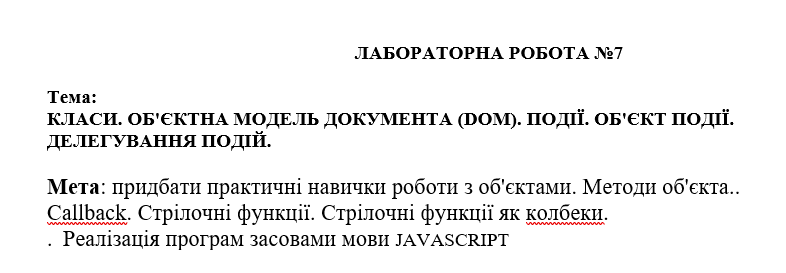 ЛАБОРАТОРНА РОБОТА №7
Тема:
КЛАСИ. ОБ'ЄКТНА МОДЕЛЬ ДОКУМЕНТА (DOM). ПОДІЇ. ОБ'ЄКТ ПОДІЇ.
ДЕЛЕГУВАННЯ ПОДІЙ.
Мета: придбати практичні навички роботи з об'єктами. Методи об'єкта..
Callback. Стрілочні функції. Стрілочні функції як колбеки.
. Реалізація програм засовами мови JAVASCRIPT